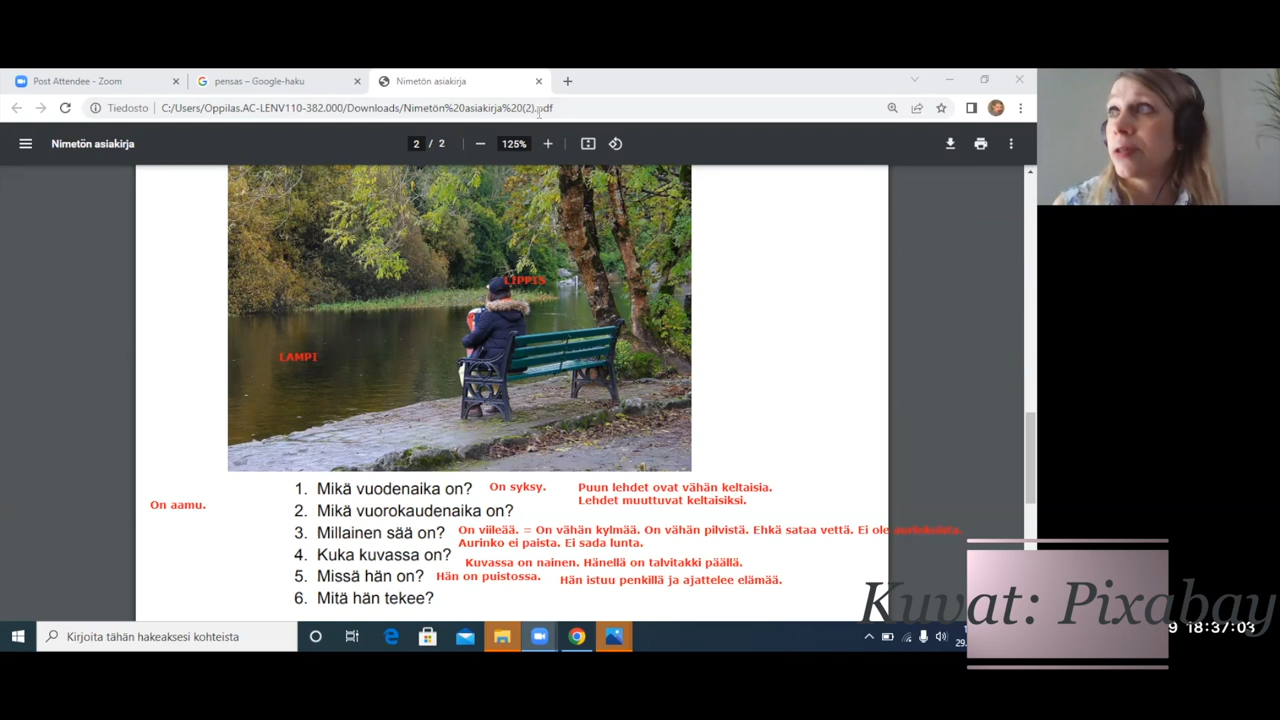 Post Attendee - Zoom
pensas – Google-haku
Nimetön asiakirja
Tiedosto
C:/Users/Oppilas.AC-LENV110-382.000/Downloads/Nimetön%20asiakirja%20(2).pdf
Nimetön asiakirja
2 / 2
125%
LIPPIS
LAMPI
1. Mikä vuodenaika on? On syksy. Puun lehdet ovat vähän keltaisia.
Lehdet muuttuvat keltaisiksi.
On aamu.
2. Mikä vuorokaudenaika on?
3. Millainen sää on? On viileää. = On vähän kylmää. On vähän pilvistä. Ehkä sataa vettä. Ei ole aurinkoista.
Aurinko ei paista. Ei sada lunta.
4. Kuka kuvassa on? Kuvassa on nainen. Hänellä on talvitakki päällä.
5. Missä hän on? Hän on puistossa. Hän istuu penkillä ja ajattelee elämää.
6. Mitä hän tekee?
Kuvat: Pixabay
Kirjoita tähän hakeaksesi kohteista
9 18:37:03
29.